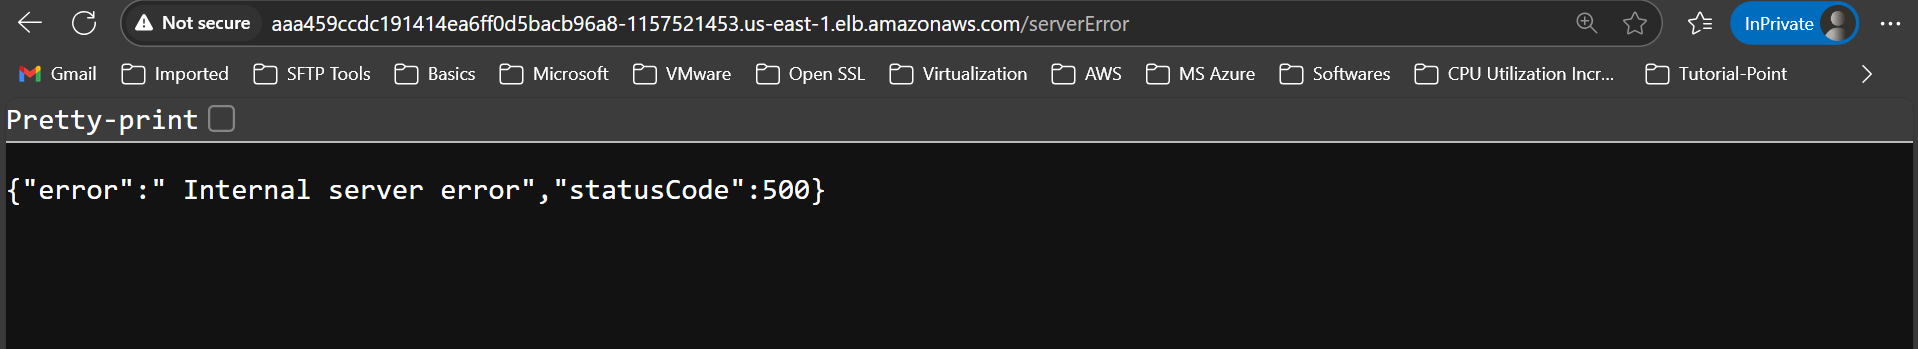 Not secure aaa459ccdc191414ea6ff0d5bacb96a8-1157521453.us-east-1.elb.amazonaws.com/serverError InPrivate
Gmail Imported SFTP Tools Basics Microsoft VMware Open SSL Virtualization AWS MS Azure Softwares CPU Utilization Incr... Tutorial-Point
Pretty-print
{"error":" Internal server error","statusCode":500}